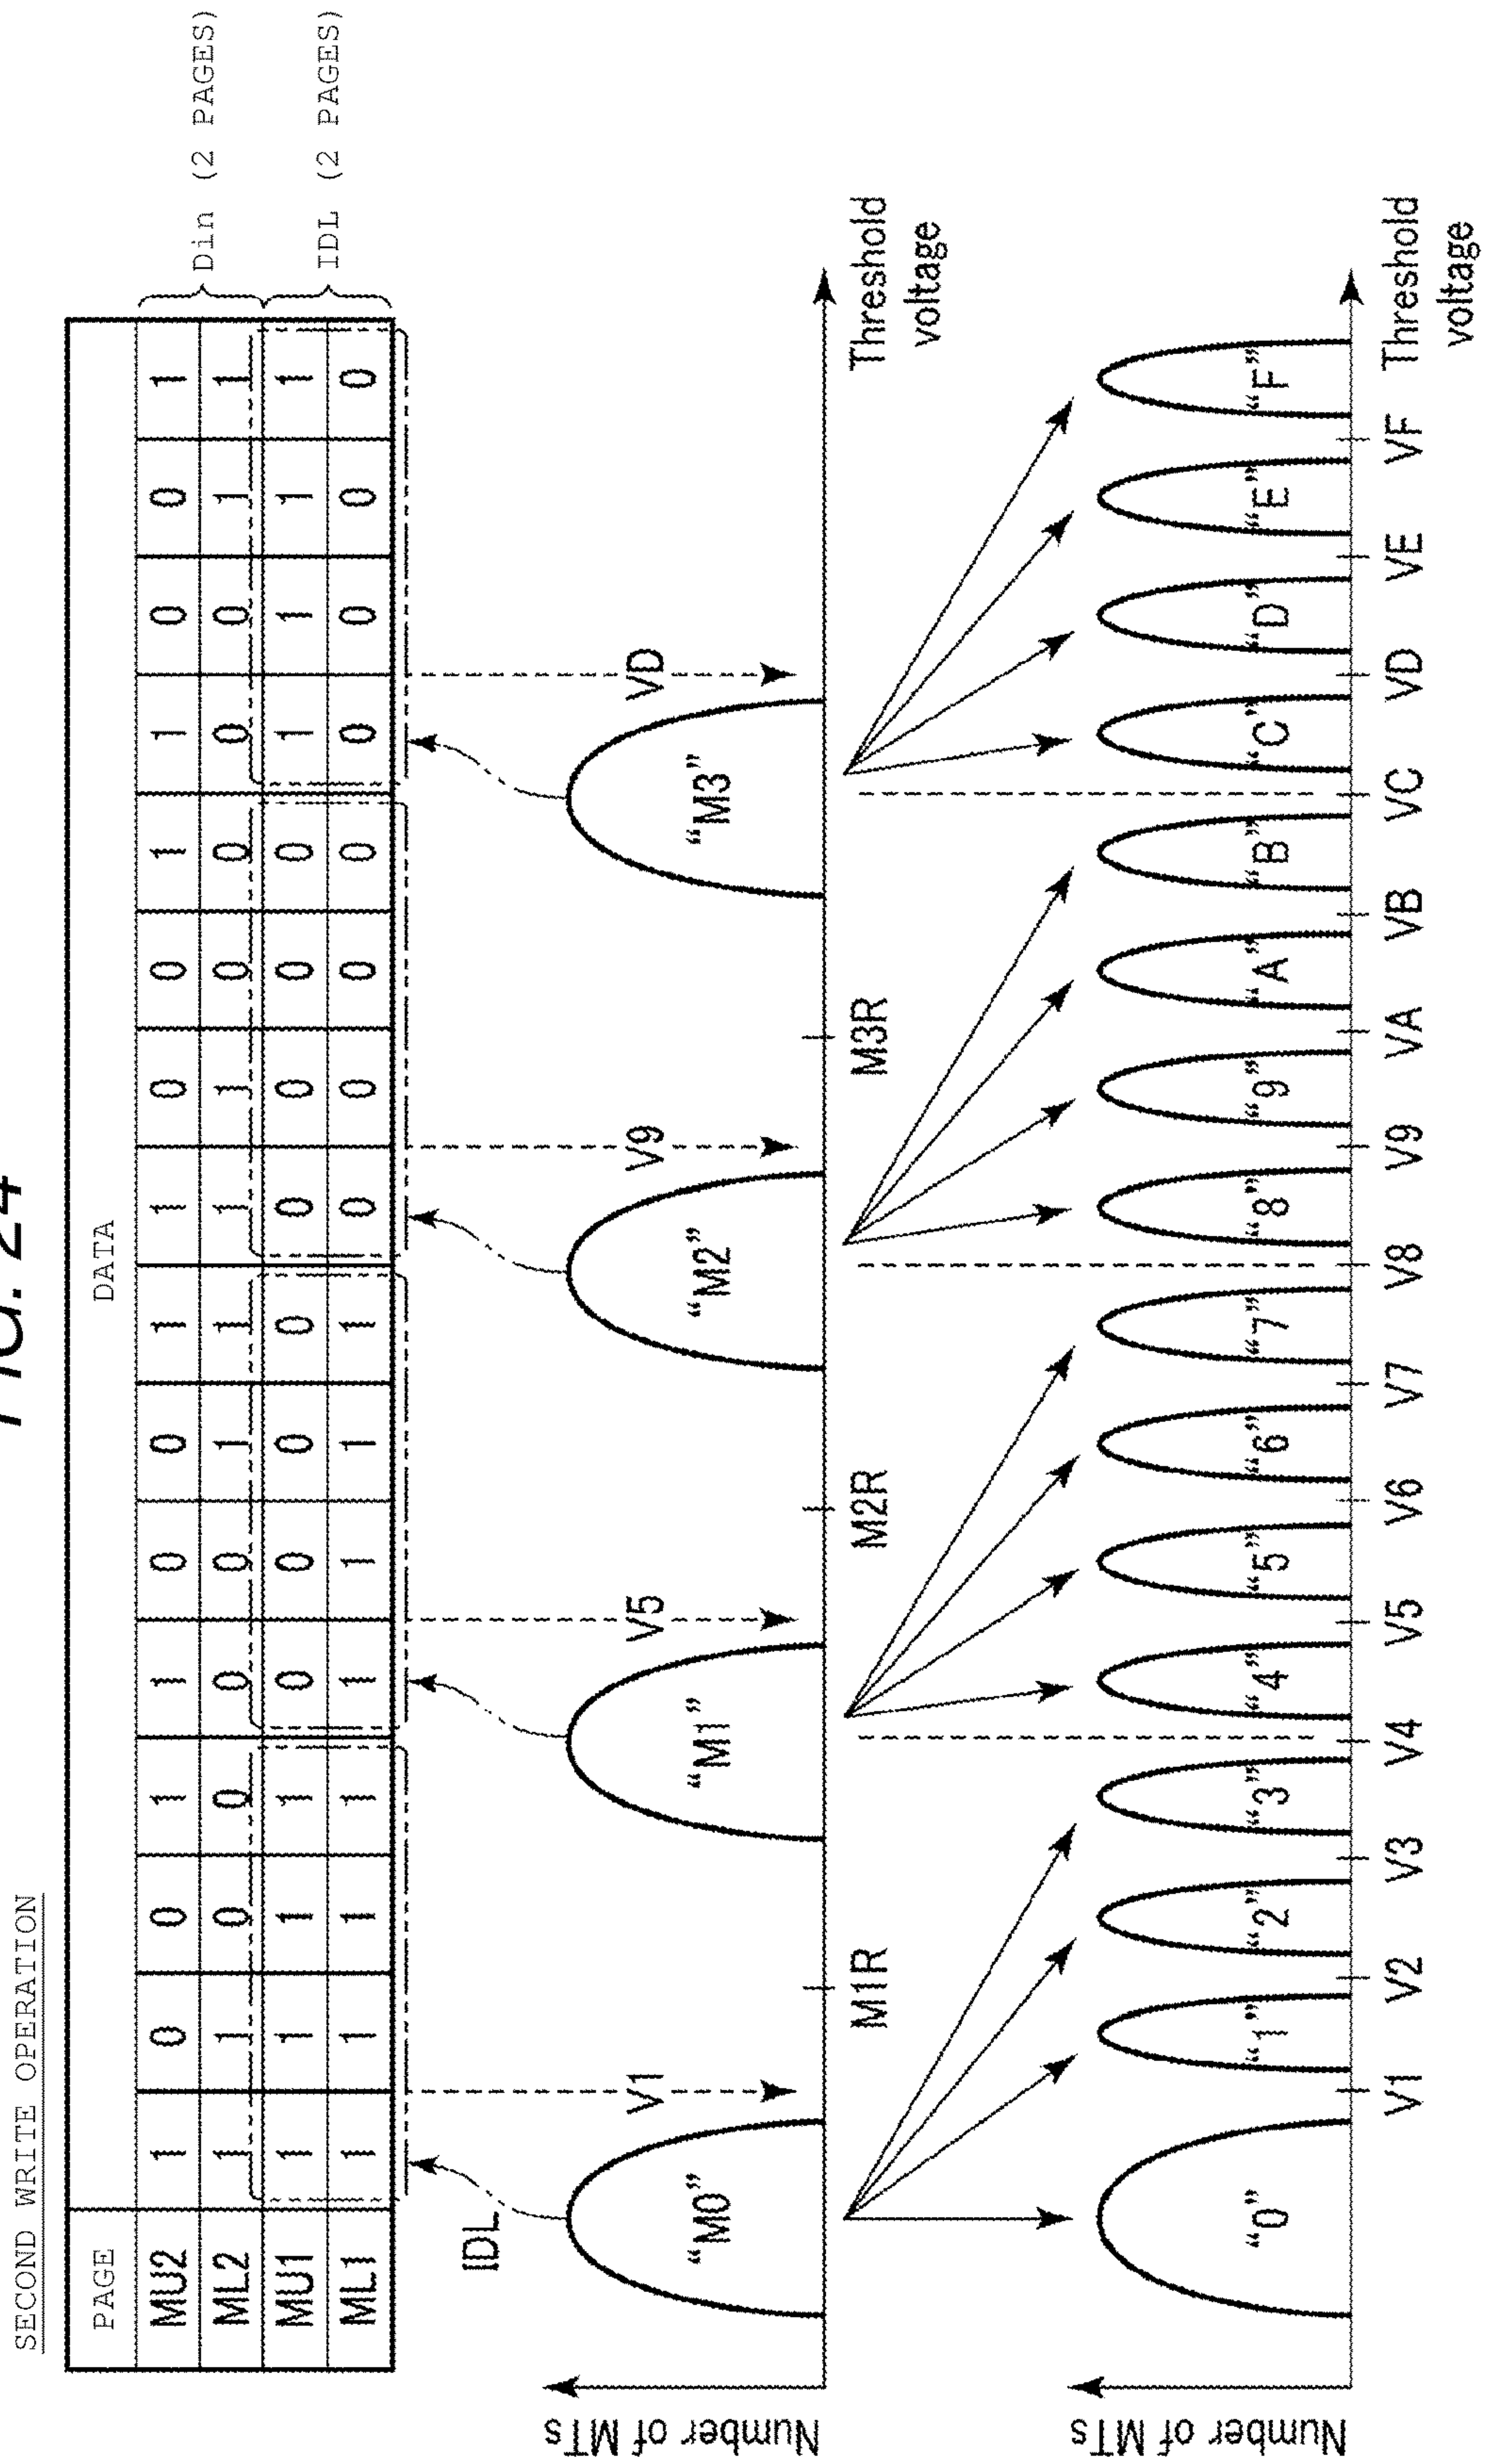 FIG. 24
SECOND WRITE OPERATION
PAGE DATA
MU2 1 0 0 1 1 0 0 1 1 0 0 1 1 0 0 1
ML2 1 1 0 0 0 0 1 1 1 1 0 0 0 0 1 1
MU1 1 1 1 1 0 0 0 0 0 0 0 0 1 1 1 1
ML1 1 1 1 1 1 1 1 1 0 0 0 0 0 0 0 0
Din (2 PAGES)
IDL (2 PAGES)
IDL
V1 V5 V9 VD
Number of MTs
“M0” “M1” “M2” “M3”
M1R M2R M3R
Threshold
voltage
Number of MTs
“0” “1” “2” “3” “4” “5” “6” “7” “8” “9” “A” “B” “C” “D” “E” “F”
V1 V2 V3 V4 V5 V6 V7 V8 V9 VA VB VC VD VE VF
Threshold
voltage